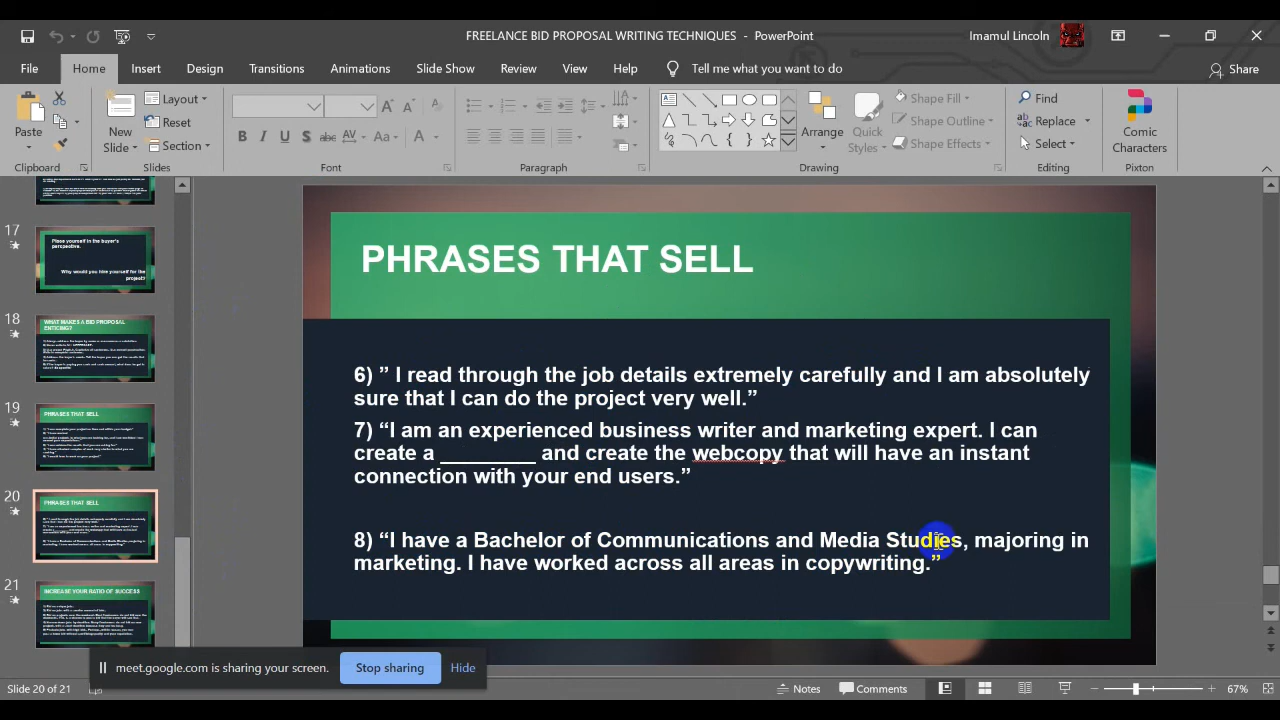 FREELANCE BID PROPOSAL WRITING TECHNIQUES - PowerPoint
Imamul Lincoln
File Home Insert Design Transitions Animations Slide Show Review View Help Tell me what you want to do Share
Paste
New Slide
Layout
Reset
Section
abc AV Aa A
Arrange
Quick Styles
Shape Fill
Shape Outline
Shape Effects
Find
Replace
Select
Comic Characters
Clipboard Slides Font Paragraph Drawing Editing Pixton
17
Place yourself in the buyer's perspective.
Why would you hire yourself for the project?
18
WHAT MAKES A BID PROPOSAL ENTICING?
19
PHRASES THAT SELL
20
PHRASES THAT SELL
21
INCREASE YOUR RATIO OF SUCCESS
PHRASES THAT SELL
6) ” I read through the job details extremely carefully and I am absolutely
sure that I can do the project very well.”
7) “I am an experienced business writer and marketing expert. I can
create a ________ and create the webcopy that will have an instant
connection with your end users.”
8) “I have a Bachelor of Communications and Media Studies, majoring in
marketing. I have worked across all areas in copywriting.”
meet.google.com is sharing your screen. Stop sharing Hide
Slide 20 of 21 Notes Comments 67%